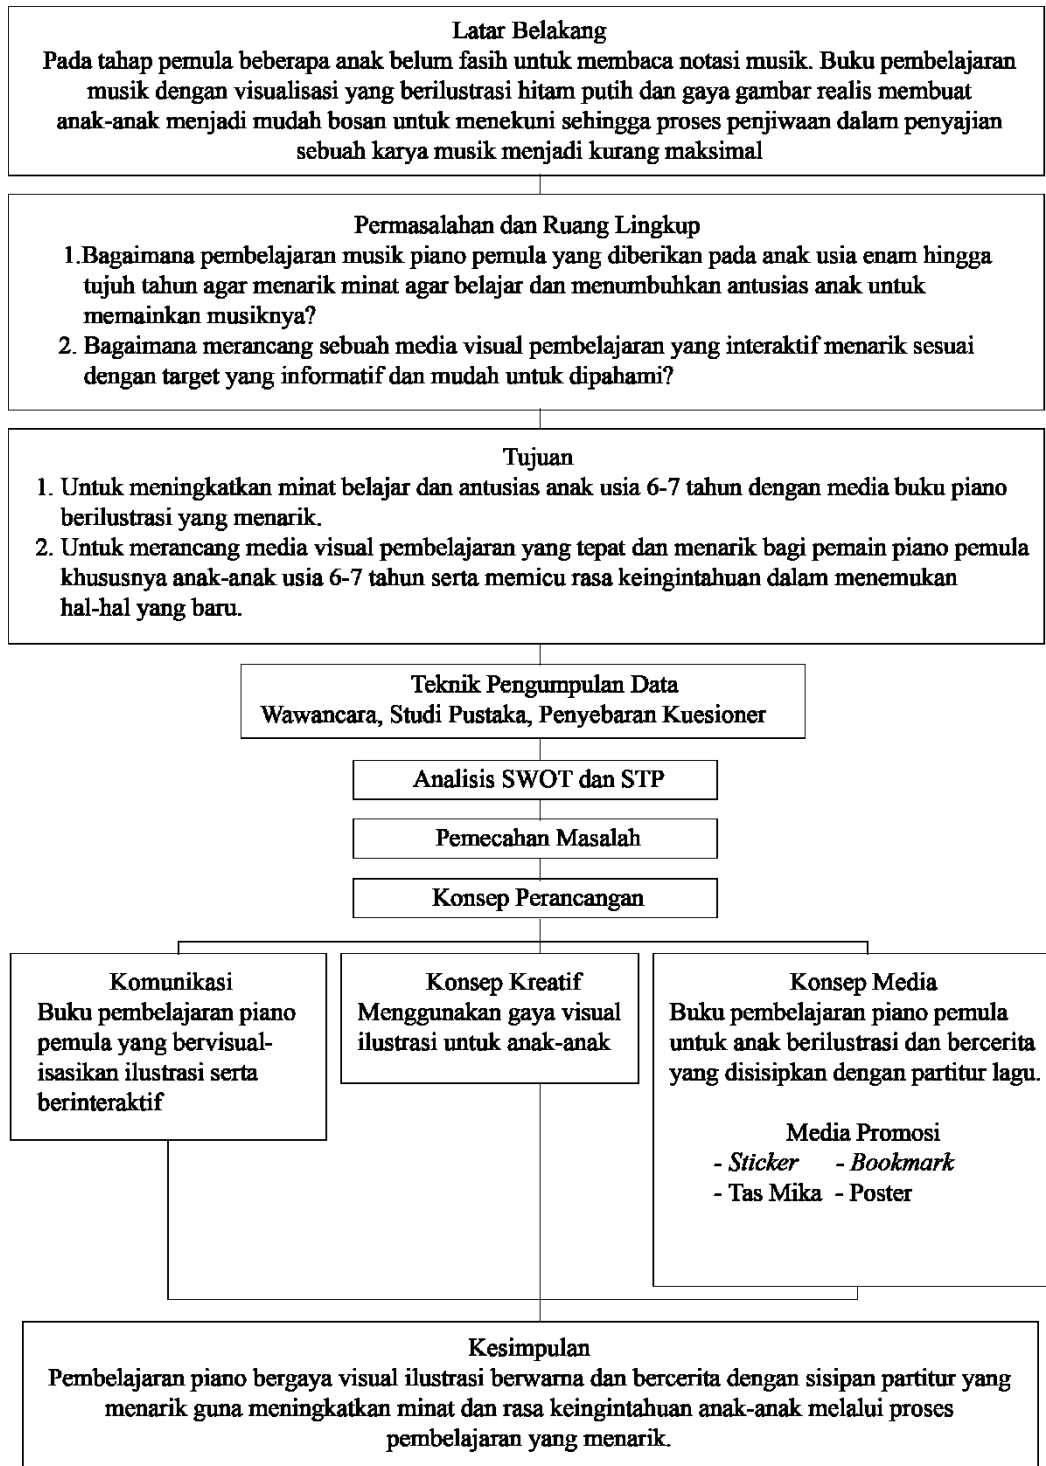 Latar Belakang
Pada tahap pemula beberapa anak belum fasih untuk membaca notasi musik. Buku pembelajaran
musik dengan visualisasi yang berilustrasi hitam putih dan gaya gambar realis membuat
anak-anak menjadi mudah bosan untuk menekuni sehingga proses penjiwaan dalam penyajian
sebuah karya musik menjadi kurang maksimal
Permasalahan dan Ruang Lingkup
1.Bagaimana pembelajaran musik piano pemula yang diberikan pada anak usia enam hingga
tujuh tahun agar menarik minat agar belajar dan menumbuhkan antusias anak untuk
memainkan musiknya?
2. Bagaimana merancang sebuah media visual pembelajaran yang interaktif menarik sesuai
dengan target yang informatif dan mudah untuk dipahami?
Tujuan
1. Untuk meningkatkan minat belajar dan antusias anak usia 6-7 tahun dengan media buku piano
berilustrasi yang menarik.
2. Untuk merancang media visual pembelajaran yang tepat dan menarik bagi pemain piano pemula
khususnya anak-anak usia 6-7 tahun serta memicu rasa keingintahuan dalam menemukan
hal-hal yang baru.
Teknik Pengumpulan Data
Wawancara, Studi Pustaka, Penyebaran Kuesioner
Analisis SWOT dan STP
Pemecahan Masalah
Konsep Perancangan
Komunikasi
Buku pembelajaran piano
pemula yang bervisual-
isasikan ilustrasi serta
berinteraktif
Konsep Kreatif
Menggunakan gaya visual
ilustrasi untuk anak-anak
Konsep Media
Buku pembelajaran piano pemula
untuk anak berilustrasi dan bercerita
yang disisipkan dengan partitur lagu.
Media Promosi
- Sticker - Bookmark
- Tas Mika - Poster
Kesimpulan
Pembelajaran piano bergaya visual ilustrasi berwarna dan bercerita dengan sisipan partitur yang
menarik guna meningkatkan minat dan rasa keingintahuan anak-anak melalui proses
pembelajaran yang menarik.